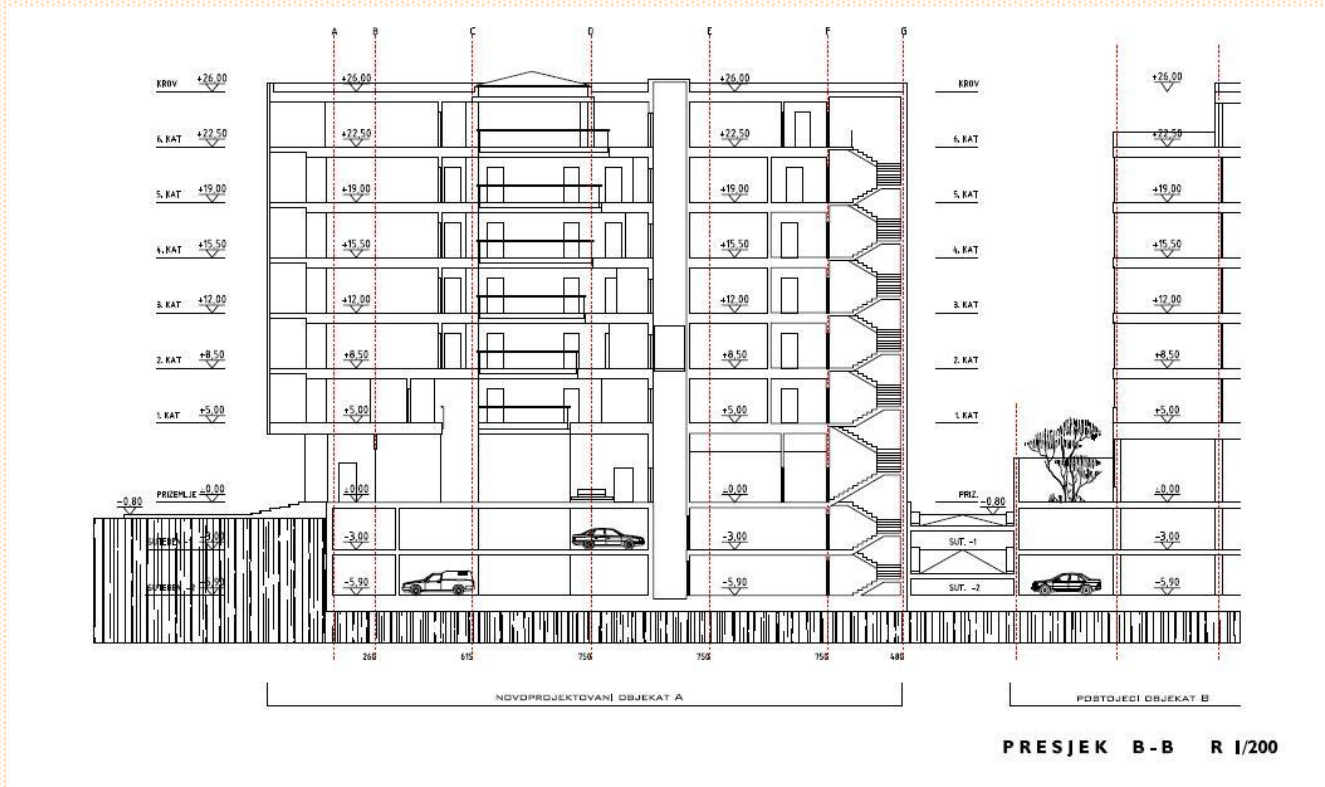 A B C D E F G
KROV +26,00 +26,00 +26,00 KROV +26,00
6. KAT +22,50 +22,50 +22,50 6. KAT +22,50
5. KAT +19,00 +19,00 +19,00 5. KAT +19,00
4. KAT +15,50 +15,50 +15,50 4. KAT +15,50
3. KAT +12,00 +12,00 +12,00 3. KAT +12,00
2. KAT +8,50 +8,50 +8,50 2. KAT +8,50
1. KAT +5,00 +5,00 +5,00 1. KAT +5,00
PRIZEMLJE ±0,00 ±0,00 ±0,00 PRIZ. ±0,00
-0,80 -0,80
-3,00 -3,00 -3,00 SUT. -1 -3,00
-5,90 -5,90 -5,90 SUT. -2 -5,90
260 615 750 750 750 480
NOVOPROJEKTOVANI OBJEKAT A POSTOJECI OBJEKAT B
PRESJEK B-B R 1/200